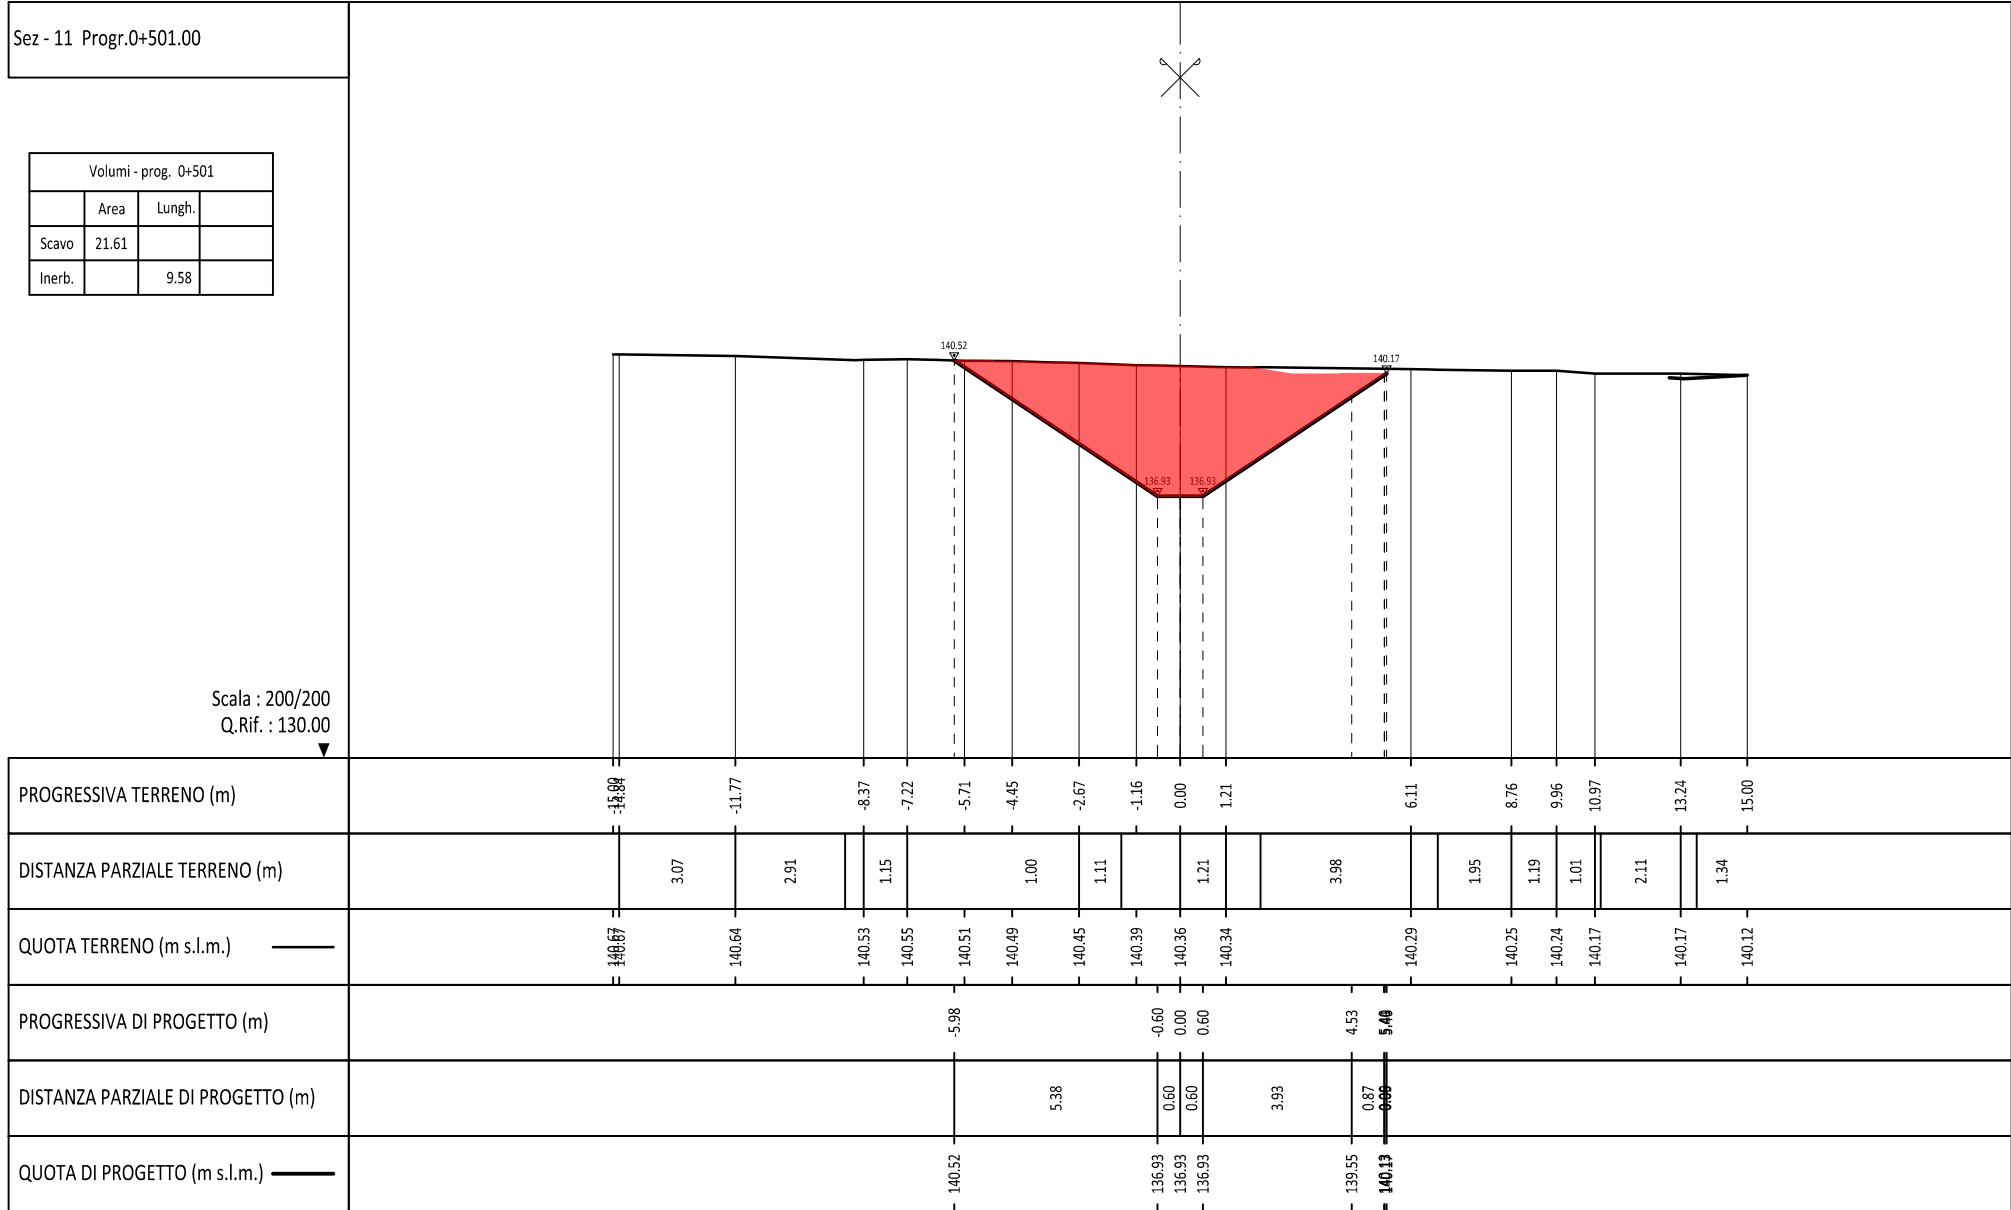 Sez - 11 Progr.0+501.00
Volumi - prog. 0+501
Area Lungh.
Scavo 21.61
Inerb. 9.58
140.52
140.17
136.93 136.93
Scala : 200/200
Q.Rif. : 130.00
PROGRESSIVA TERRENO (m) -15.00 -14.84 -11.77 -8.37 -7.22 -5.71 -4.45 -2.67 -1.16 0.00 1.21 6.11 8.76 9.96 10.97 13.24 15.00
DISTANZA PARZIALE TERRENO (m) 3.07 2.91 1.15 1.00 1.11 1.21 3.98 1.95 1.19 1.01 2.11 1.34
QUOTA TERRENO (m s.l.m.) 140.67 140.67 140.64 140.53 140.55 140.51 140.49 140.45 140.39 140.36 140.34 140.29 140.25 140.24 140.17 140.17 140.12
PROGRESSIVA DI PROGETTO (m) -5.98 -0.60 0.00 0.60 4.53
DISTANZA PARZIALE DI PROGETTO (m) 5.38 0.60 0.60 3.93 0.87
QUOTA DI PROGETTO (m s.l.m.) 140.52 136.93 136.93 136.93 139.55